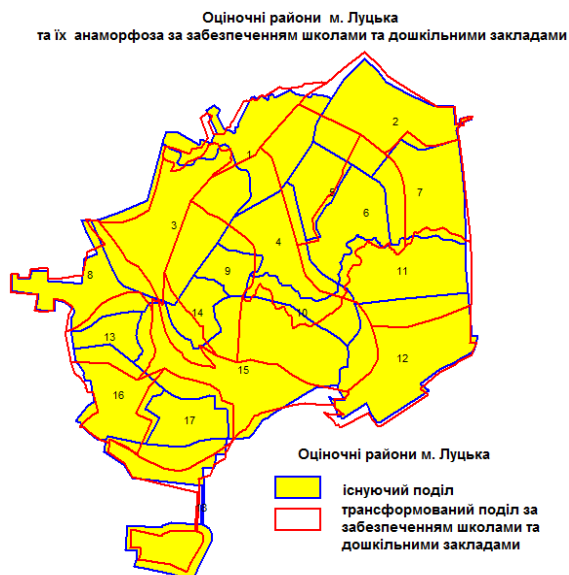 Оціночні райони м. Луцька
та їх анаморфоза за забезпеченням школами та дошкільними закладами
2
1
7
5
6
3
4
8
9
11
10
14
13
15
12
16
17
Оціночні райони м. Луцька
існуючий поділ
трансформований поділ за
забезпеченням школами та
дошкільними закладами